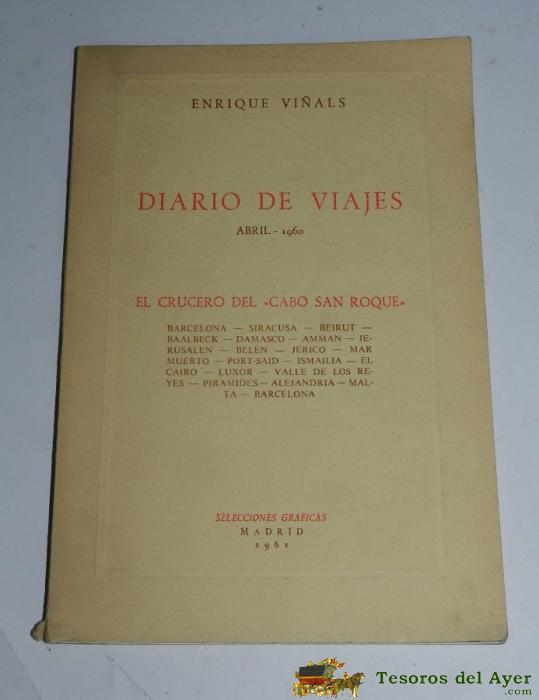 ENRIQUE VIÑALS
DIARIO DE VIAJES
ABRIL - 1960
EL CRUCERO DEL «CABO SAN ROQUE»
BARCELONA — SIRACUSA — BEIRUT —
BAALBECK — DAMASCO — AMMAN — JE-
RUSALEN — BELEN — JERICO — MAR
MUERTO — PORT-SAID — ISMAILIA — EL
CAIRO — LUXOR — VALLE DE LOS RE-
YES — PIRAMIDES — ALEJANDRIA — MAL-
TA — BARCELONA
SELECCIONES GRAFICAS
MADRID
1961
Tesoros del Ayer
.com